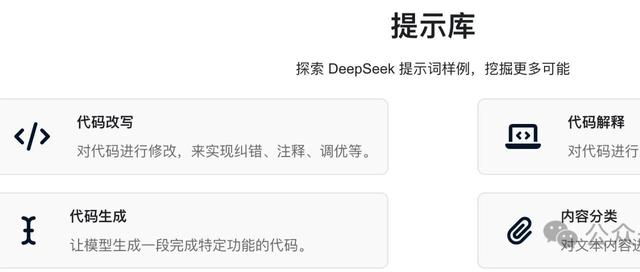 提示库
探索 DeepSeek 提示词样例，挖掘更多可能
代码改写
对代码进行修改，来实现纠错、注释、调优等。
代码解释
对代码进行
代码生成
让模型生成一段完成特定功能的代码。
内容分类
对文本内容进
公众